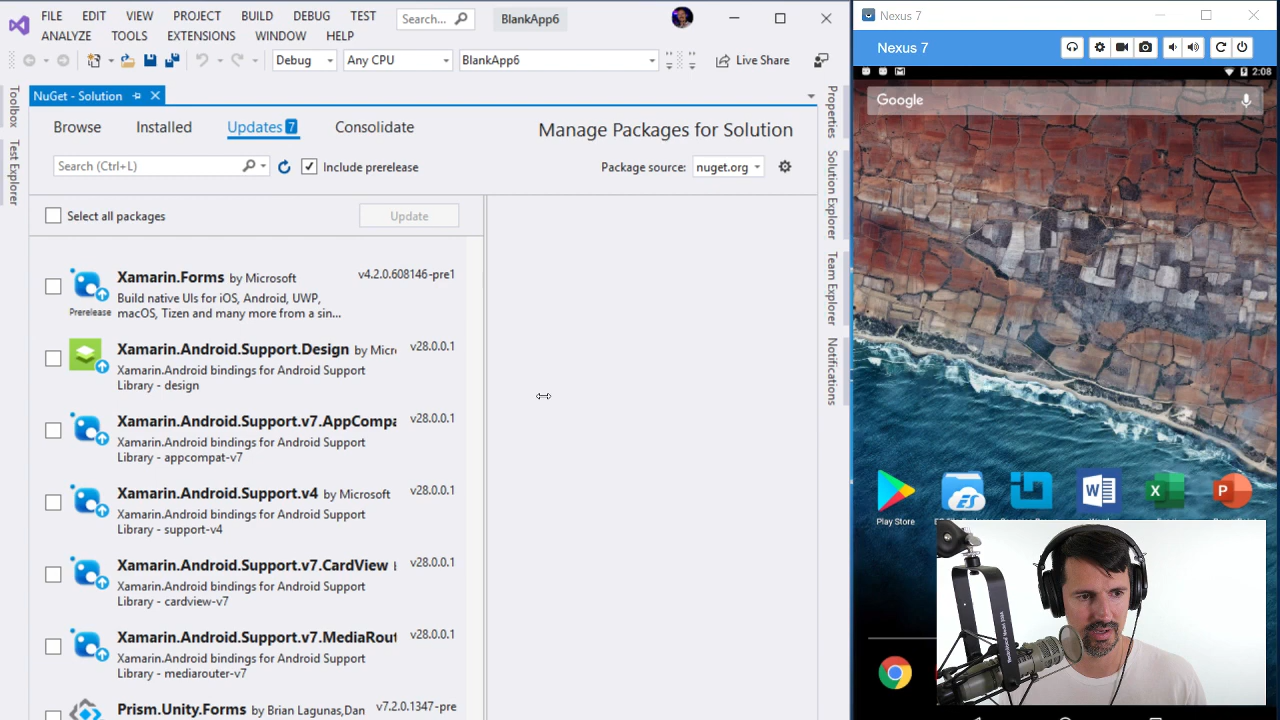 FILE EDIT VIEW PROJECT BUILD DEBUG TEST
ANALYZE TOOLS EXTENSIONS WINDOW HELP
Search...
BlankApp6
Debug
Any CPU
BlankApp6
Live Share
Toolbox
Test Explorer
NuGet - Solution
Browse
Installed
Updates 7
Consolidate
Manage Packages for Solution
Search (Ctrl+L)
Include prerelease
Package source: nuget.org
Select all packages
Update
Xamarin.Forms by Microsoft v4.2.0.608146-pre1
Build native UIs for iOS, Android, UWP,
macOS, Tizen and many more from a sin...
Prerelease
Xamarin.Android.Support.Design by Micr v28.0.0.1
Xamarin.Android bindings for Android Support
Library - design
Xamarin.Android.Support.v7.AppCompa v28.0.0.1
Xamarin.Android bindings for Android Support
Library - appcompat-v7
Xamarin.Android.Support.v4 by Microsoft v28.0.0.1
Xamarin.Android bindings for Android Support
Library - support-v4
Xamarin.Android.Support.v7.CardView v28.0.0.1
Xamarin.Android bindings for Android Support
Library - cardview-v7
Xamarin.Android.Support.v7.MediaRout v28.0.0.1
Xamarin.Android bindings for Android Support
Library - mediarouter-v7
Prism.Unity.Forms by Brian Lagunas,Dan v7.2.0.1347-pre
Properties
Solution Explorer
Team Explorer
Notifications
Nexus 7
Nexus 7
2:08
Google
Play Store